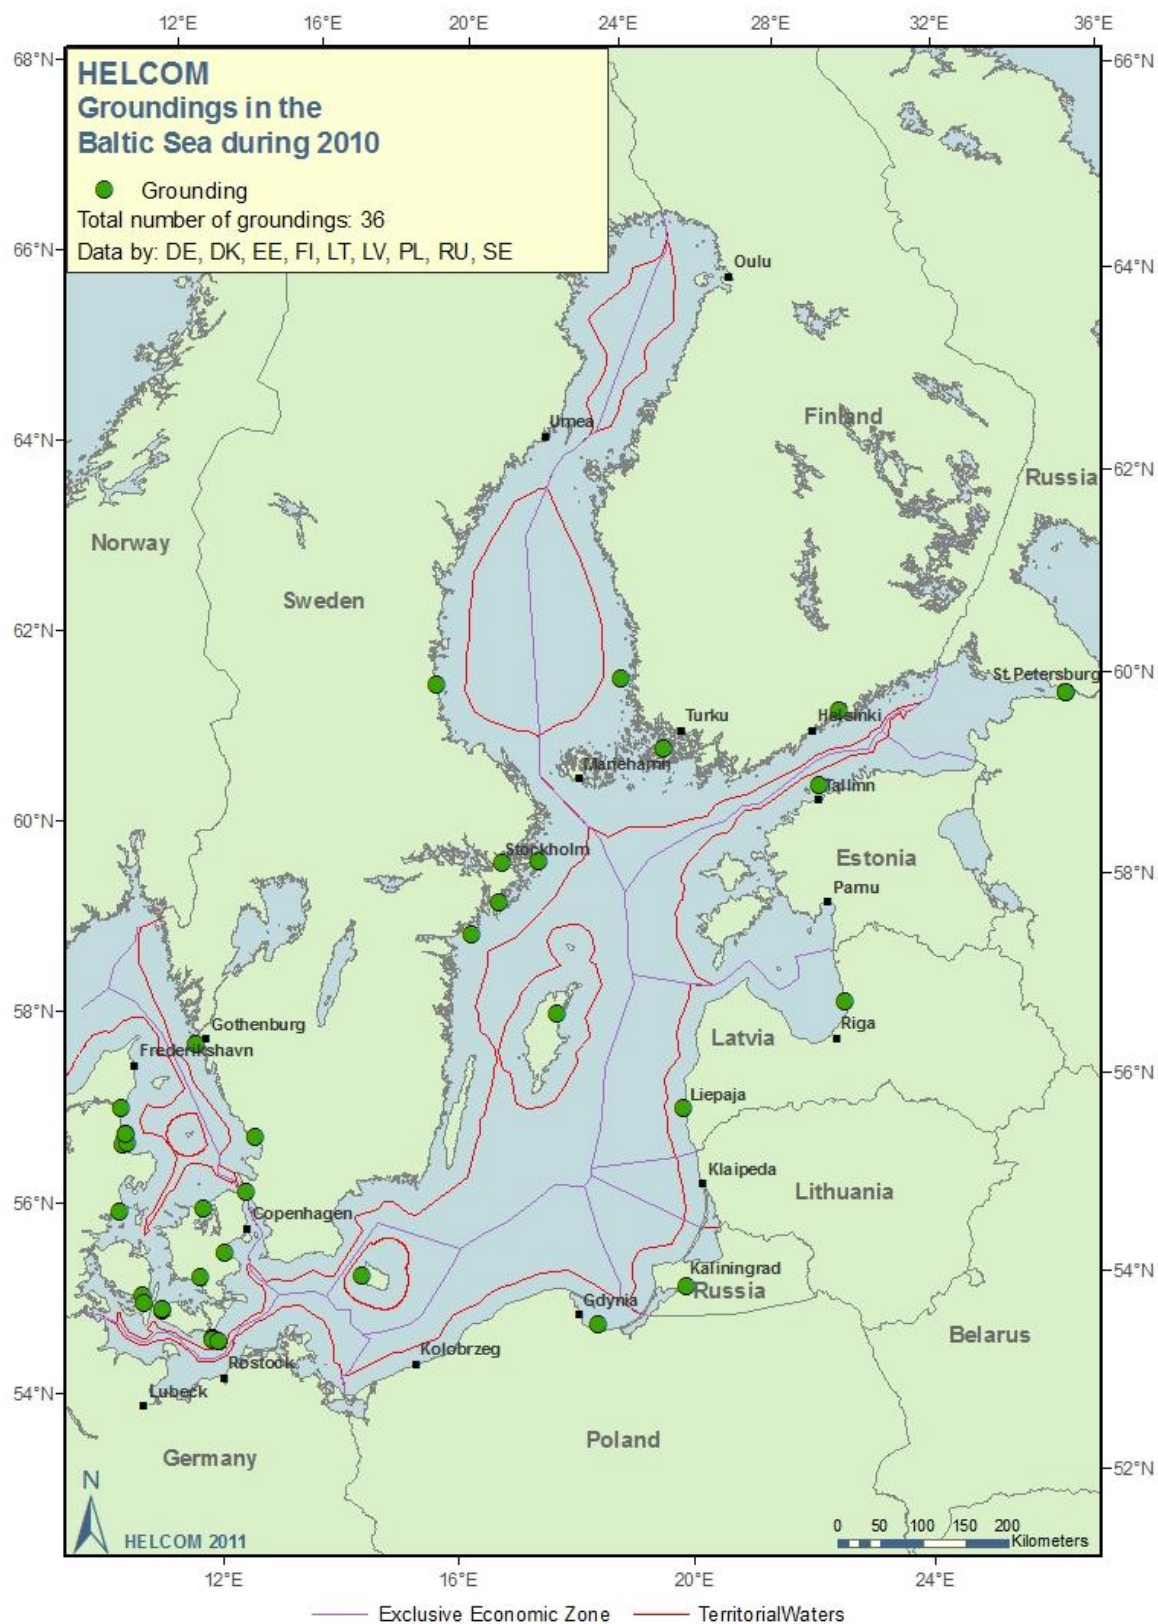 12°E 16°E 20°E 24°E 28°E 32°E 36°E
68°N
66°N
HELCOM
Groundings in the
Baltic Sea during 2010
Grounding
Total number of groundings: 36
Data by: DE, DK, EE, FI, LT, LV, PL, RU, SE
66°N
64°N
Oulu
Umea
Finland
64°N
62°N
Russia
Norway
Sweden
62°N
60°N
St.Petersburg
Turku
Helsinki
Mariehamn
Tallinn
60°N
Stockholm
Estonia
58°N
Parnu
58°N
Gothenburg
Riga
Frederikshavn
Latvia
56°N
Liepaja
Klaipeda
Lithuania
56°N
Copenhagen
54°N
Kaliningrad
Russia
Gdynia
Belarus
Kolobrzeg
Rostock
54°N
Lubeck
Poland
Germany
52°N
N
0 50 100 150 200
Kilometers
HELCOM 2011
12°E 16°E 20°E 24°E
Exclusive Economic Zone TerritorialWaters